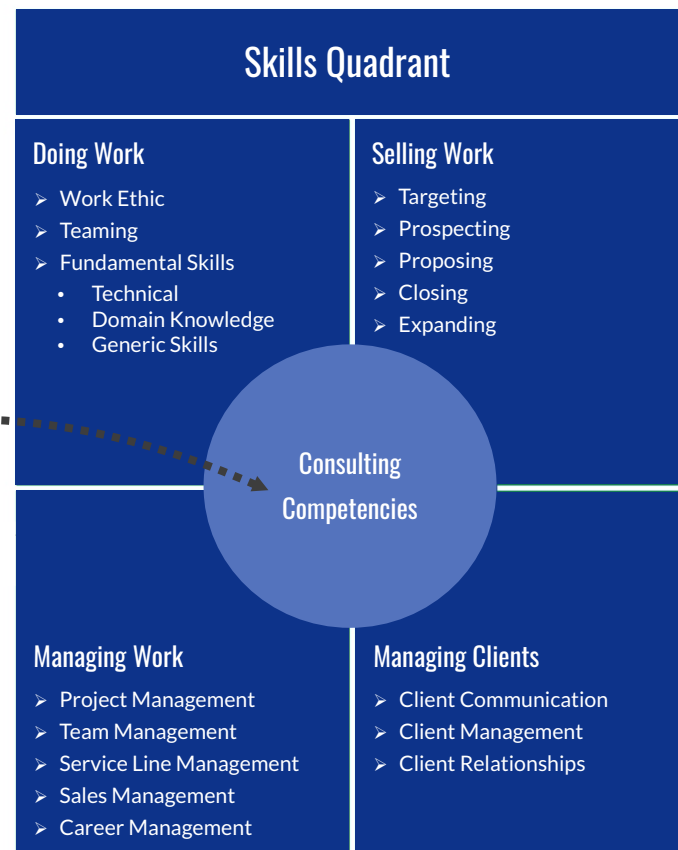 Skills Quadrant
Doing Work
➢ Work Ethic
➢ Teaming
➢ Fundamental Skills
• Technical
• Domain Knowledge
• Generic Skills
Selling Work
➢ Targeting
➢ Prospecting
➢ Proposing
➢ Closing
➢ Expanding
Consulting
Competencies
Managing Work
➢ Project Management
➢ Team Management
➢ Service Line Management
➢ Sales Management
➢ Career Management
Managing Clients
➢ Client Communication
➢ Client Management
➢ Client Relationships